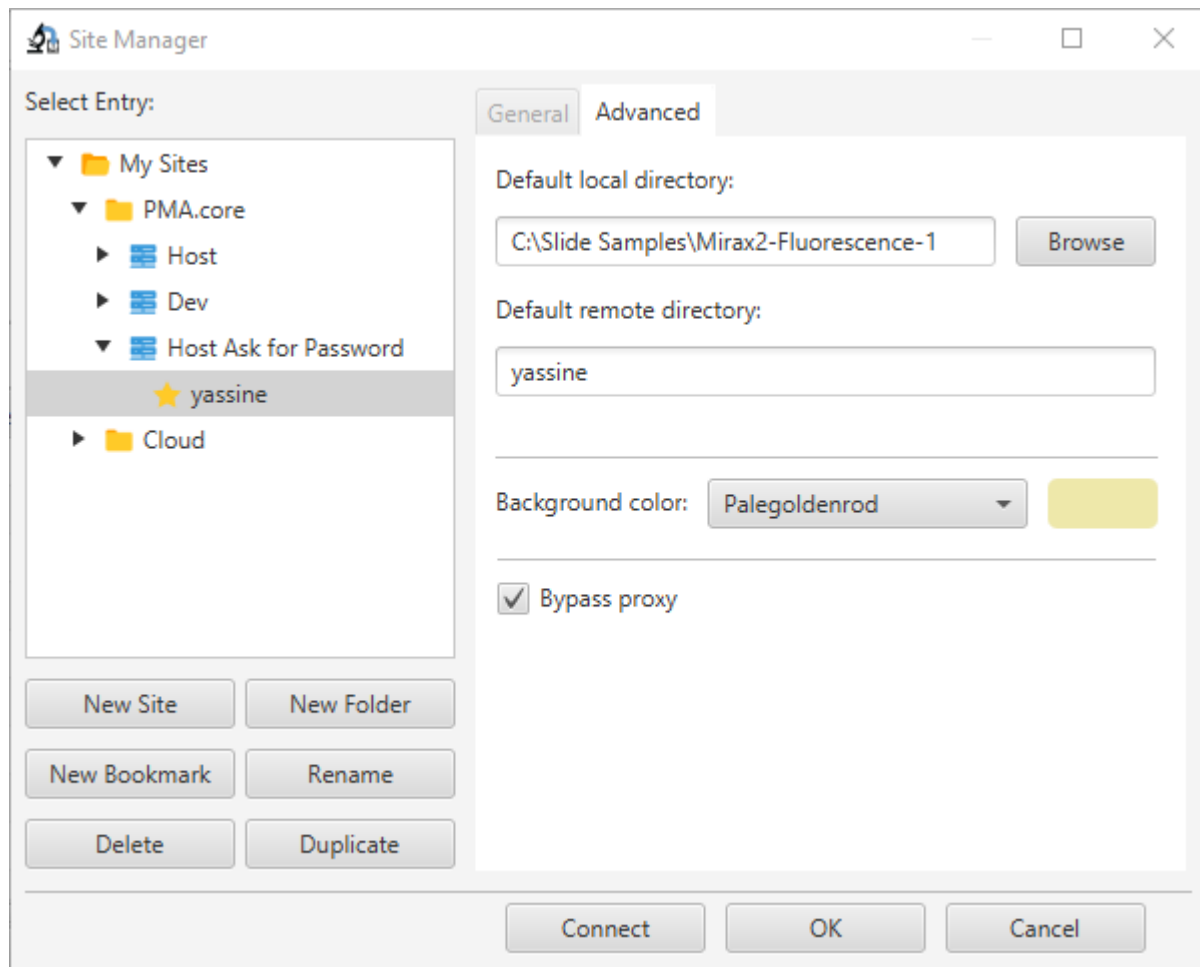 Site Manager
Select Entry:
My Sites
PMA.core
Host
Dev
Host Ask for Password
yassine
Cloud
New Site
New Folder
New Bookmark
Rename
Delete
Duplicate
General
Advanced
Default local directory:
C:\Slide Samples\Mirax2-Fluorescence-1
Browse
Default remote directory:
yassine
Background color:
Palegoldenrod
Bypass proxy
Connect
OK
Cancel